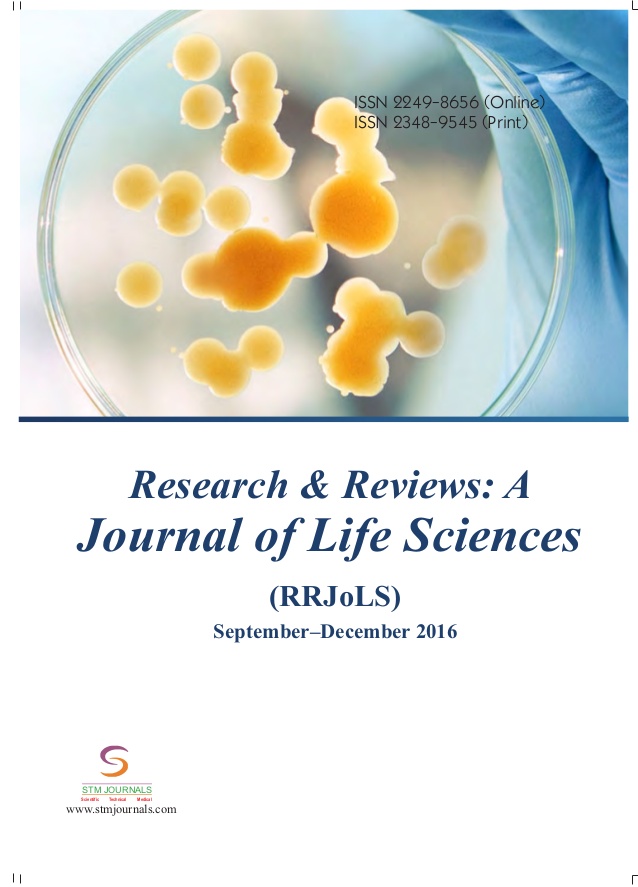 ISSN 2249-8656 (Online)
ISSN 2348-9545 (Print)
Research & Reviews: A
Journal of Life Sciences
(RRJoLS)
September–December 2016
STM JOURNALS
Scientific Technical Medical
www.stmjournals.com